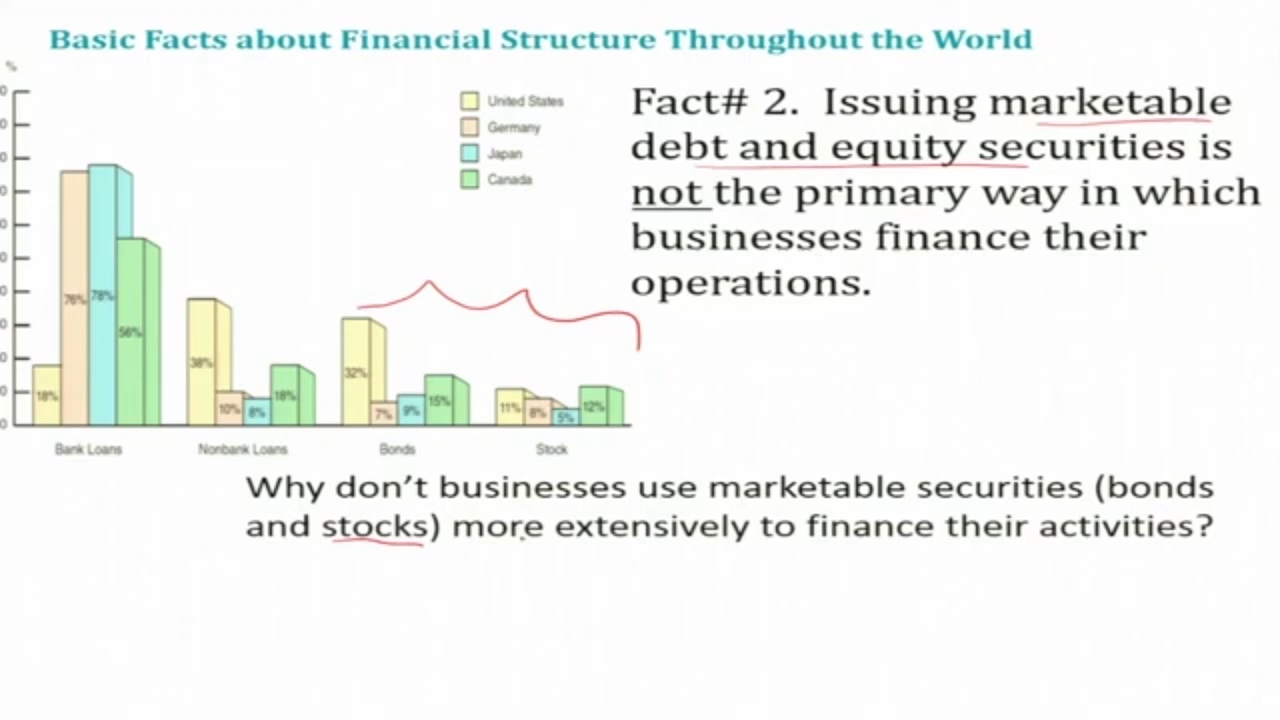 Basic Facts about Financial Structure Throughout the World
%
United States
Germany
Japan
Canada
Fact# 2. Issuing marketable
debt and equity securities is
not the primary way in which
businesses finance their
operations.
18% 76% 78% 56%
38% 10% 8% 18%
32% 7% 9% 15%
11% 8% 5% 12%
Bank Loans Nonbank Loans Bonds Stock
Why don't businesses use marketable securities (bonds
and stocks) more extensively to finance their activities?